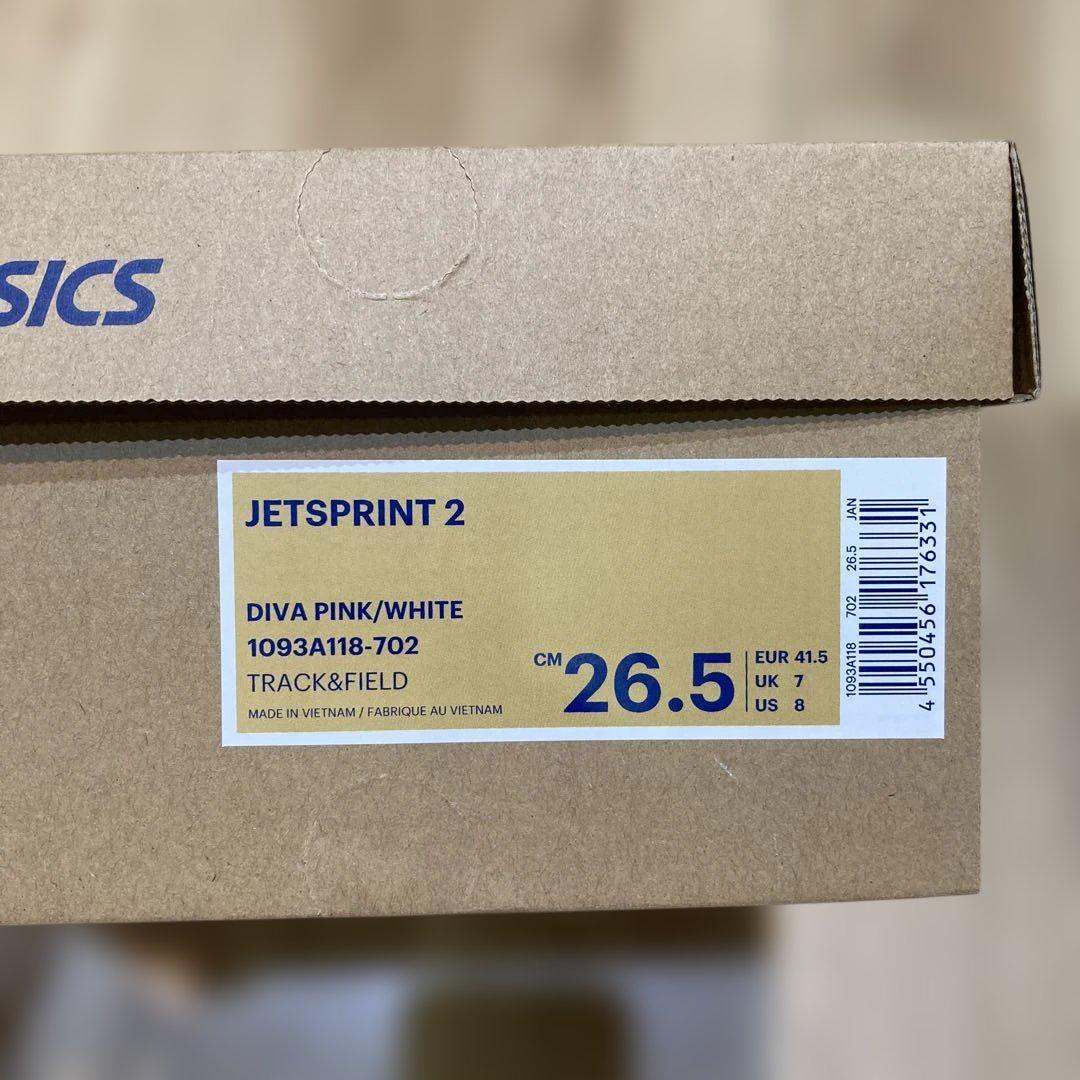 SICS
JETSPRINT 2
DIVA PINK/WHITE
1093A118-702
TRACK&FIELD
MADE IN VIETNAM / FABRIQUE AU VIETNAM
CM 26.5
EUR 41.5
UK 7
US 8
1093A118 702 26.5 JAN
4 550456 176331